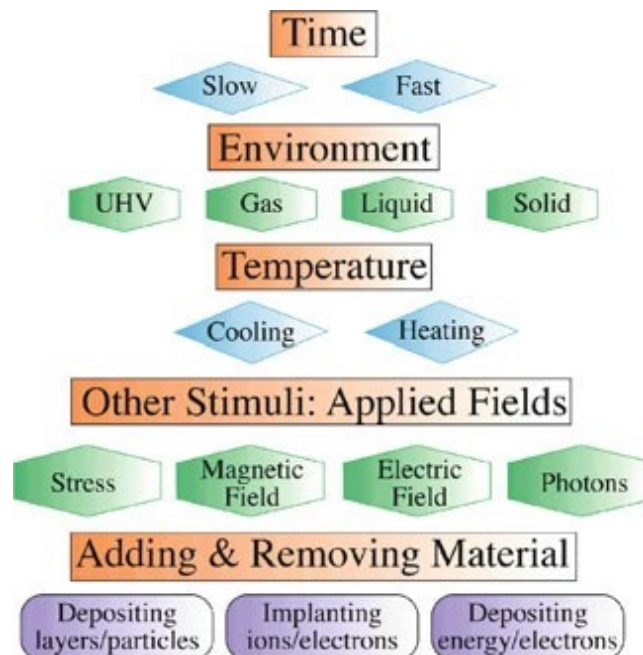 Time
Slow Fast
Environment
UHV Gas Liquid Solid
Temperature
Cooling Heating
Other Stimuli: Applied Fields
Stress
Magnetic
Field
Electric
Field
Photons
Adding & Removing Material
Depositing
layers/particles
Implanting
ions/electrons
Depositing
energy/electrons